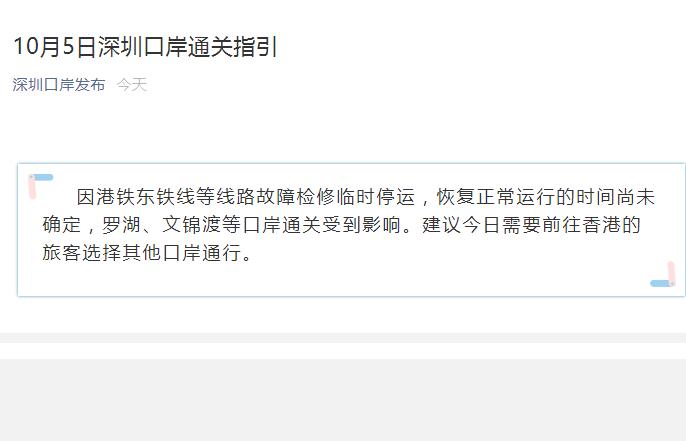 10月5日深圳口岸通关指引
深圳口岸发布 今天
因港铁东铁线等线路故障检修临时停运，恢复正常运行的时间尚未
确定，罗湖、文锦渡等口岸通关受到影响。建议今日需要前往香港的
旅客选择其他口岸通行。